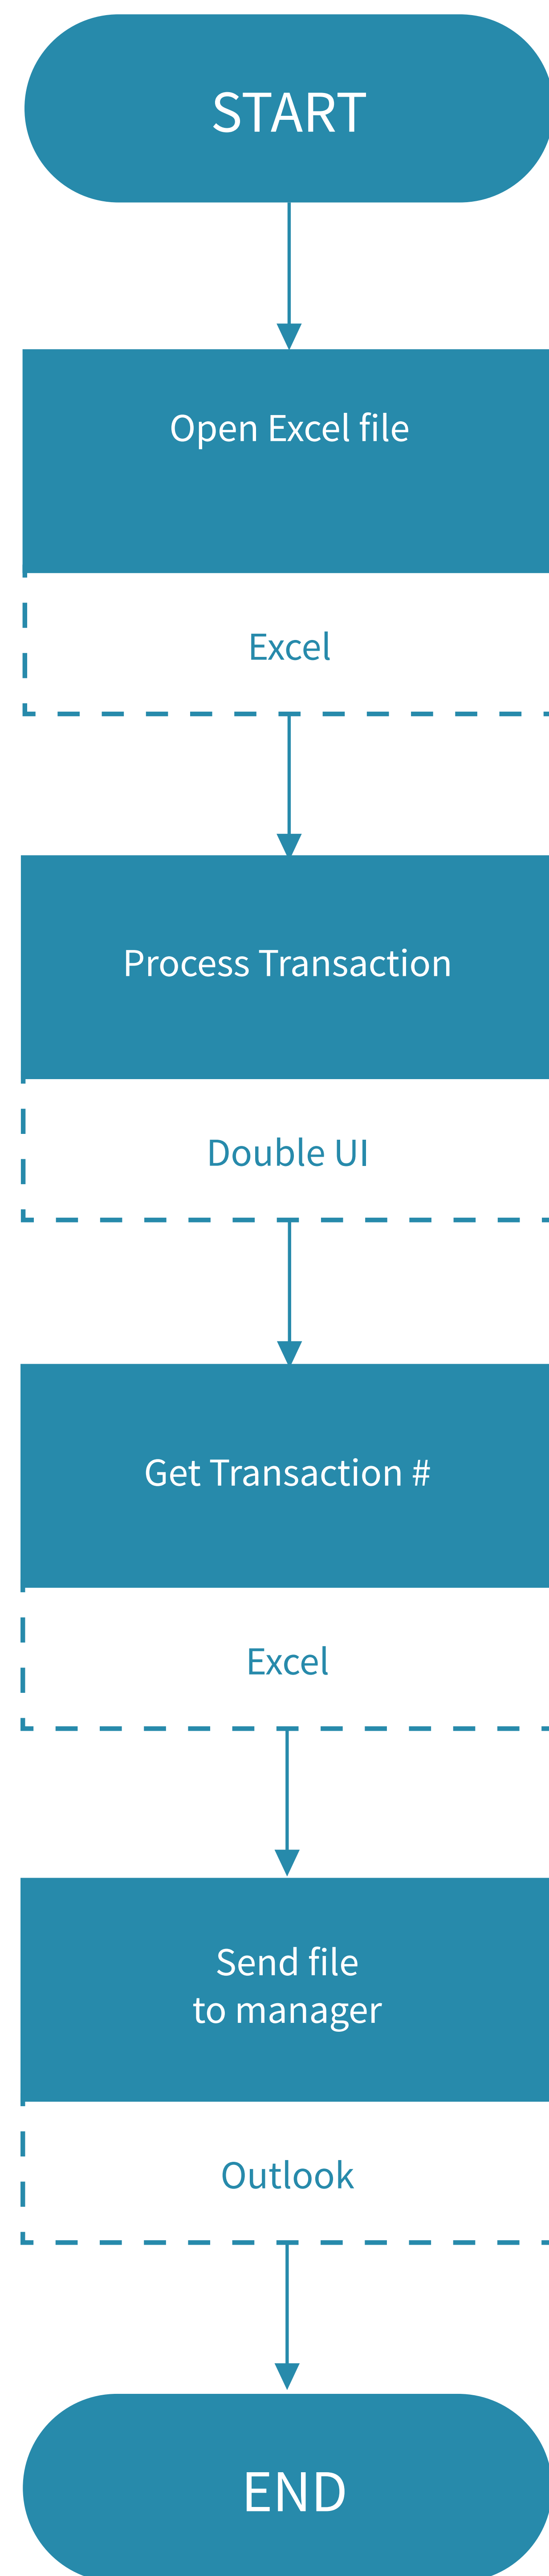 START
Open Excel file
Excel
Process Transaction
Double UI
Get Transaction #
Excel
Send file
to manager
Outlook
END